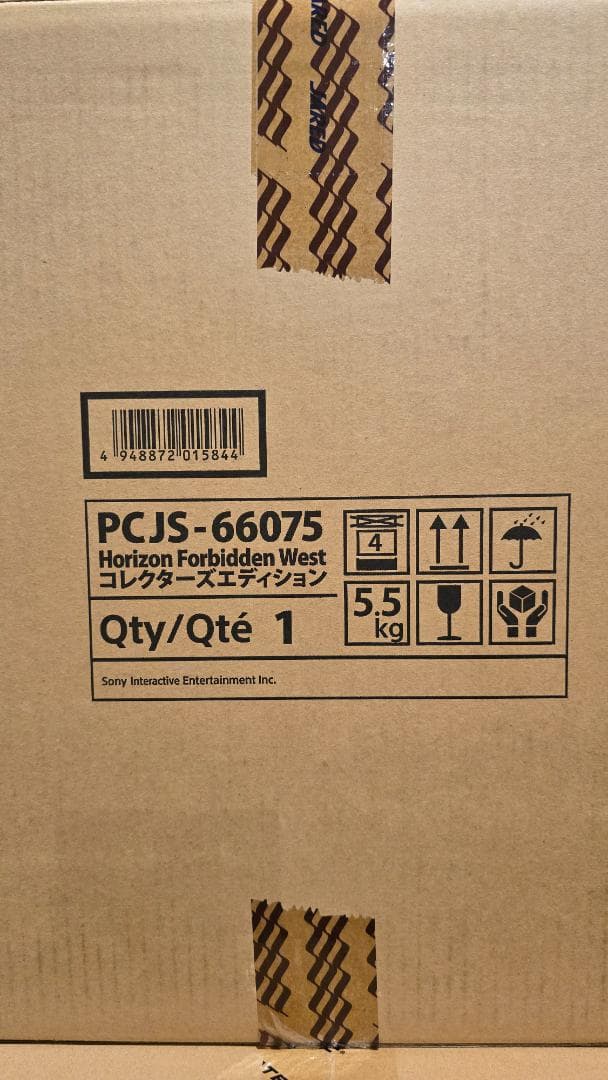 JARED
4 948872 015844
PCJS-66075
Horizon Forbidden West
コレクターズエディション
Qty/Qté 1
4
5.5
kg
Sony Interactive Entertainment Inc.